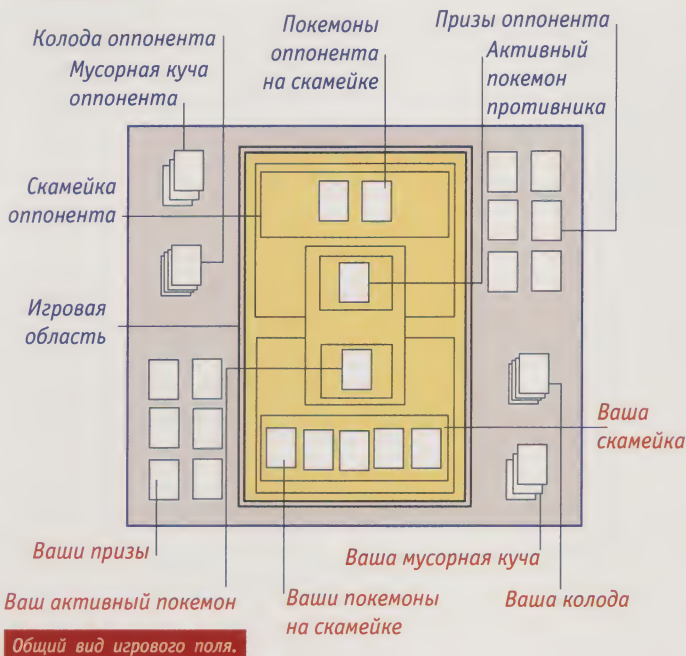 Колода оппонента
Мусорная куча
оппонента
Покемоны
оппонента
на скамейке
Призы оппонента
Активный
покемон
противника
Скамейка
оппонента
Игровая
область
Ваша
скамейка
Ваши призы
Ваша мусорная куча
Ваш активный покемон
Ваши покемоны
на скамейке
Ваша колода
Общий вид игрового поля.